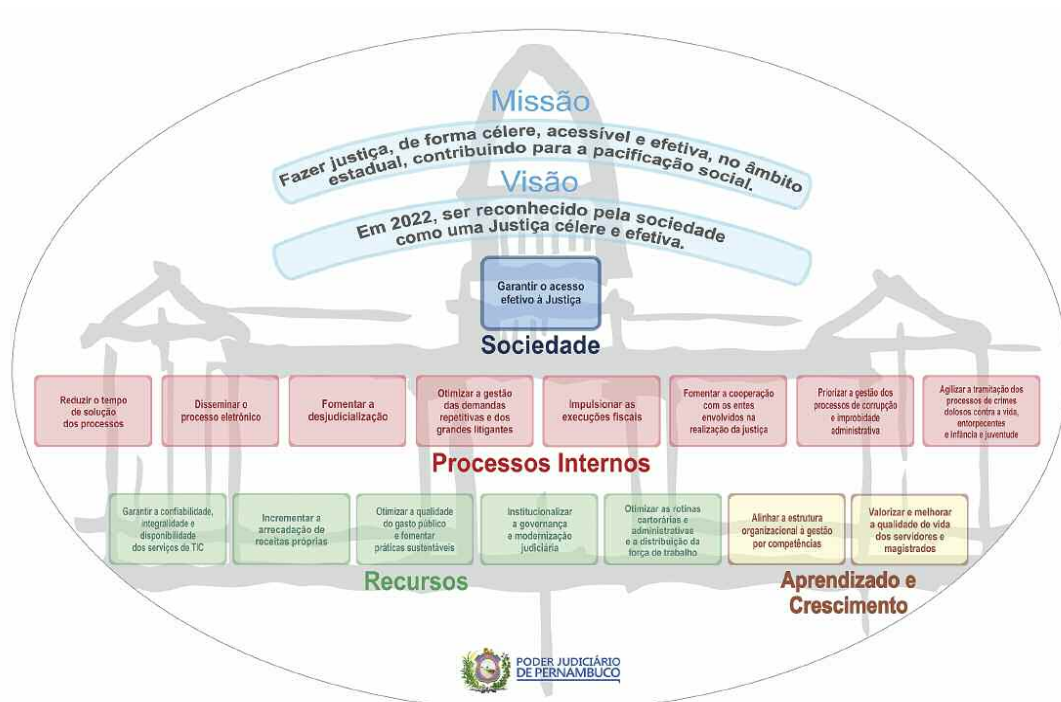 Missão
Fazer justiça, de forma célere, acessível e efetiva, no âmbito
estadual, contribuindo para a pacificação social.
Visão
Em 2022, ser reconhecido pela sociedade
como uma Justiça célere e efetiva.
Garantir o acesso
efetivo à Justiça
Sociedade
Reduzir o tempo
de solução
dos processos
Disseminar o
processo eletrônico
Fomentar a
desjudicialização
Otimizar a gestão
das demandas
repetitivas e dos
grandes litigantes
Impulsionar as
execuções fiscais
Fomentar a cooperação
com os entes
envolvidos na
realização da justiça
Priorizar a gestão dos
processos de corrupção
e improbidade
administrativa
Agilizar a tramitação dos
processos de crimes
dolosos contra a vida,
entorpecentes
e infância e juventude
Processos Internos
Garantir a confiabilidade,
integralidade e
disponibilidade
dos serviços de TIC
Incrementar a
arrecadação de
receitas próprias
Otimizar a qualidade
do gasto público
e fomentar
práticas sustentáveis
Institucionalizar
a governança
e modernização
judiciária
Otimizar as rotinas
cartorárias e
administrativas
e a distribuição da
força de trabalho
Alinhar a estrutura
organizacional à gestão
por competências
Valorizar e melhorar
a qualidade de vida
dos servidores e
magistrados
Recursos
Aprendizado e
Crescimento
PODER JUDICIÁRIO
DE PERNAMBUCO